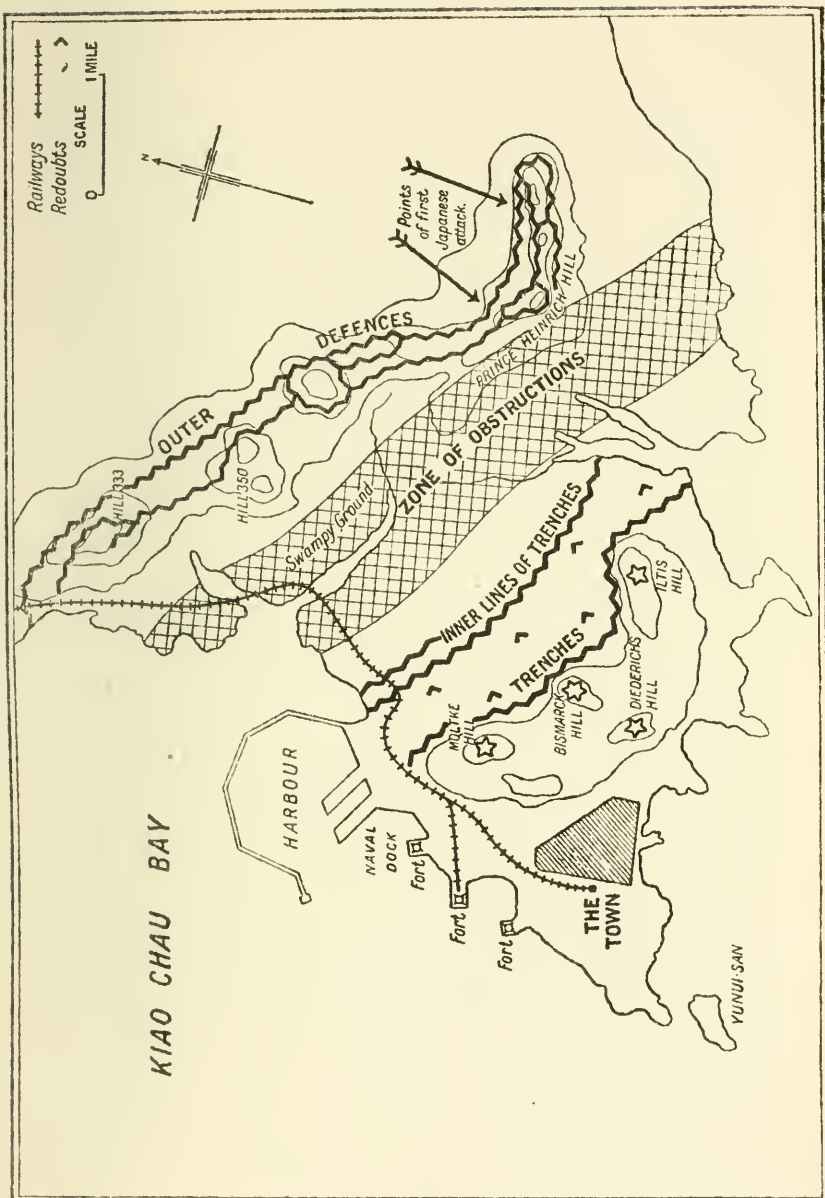 Railways
Redoubts
SCALE
0 1 MILE
N
Points
of first
Japanese
attack.
OUTER DEFENCES
HILL 333
HILL 350
PRINCE HEINRICH HILL
ZONE OF OBSTRUCTIONS
Swampy Ground
INNER LINES OF TRENCHES
TRENCHES
ILTIS
HILL
MOLTKE
HILL
BISMARCK
HILL
DIEDERICHS
HILL
KIAO CHAU BAY
HARBOUR
NAVAL
DOCK
Fort
Fort
Fort
THE
TOWN
YUNUI-SAN